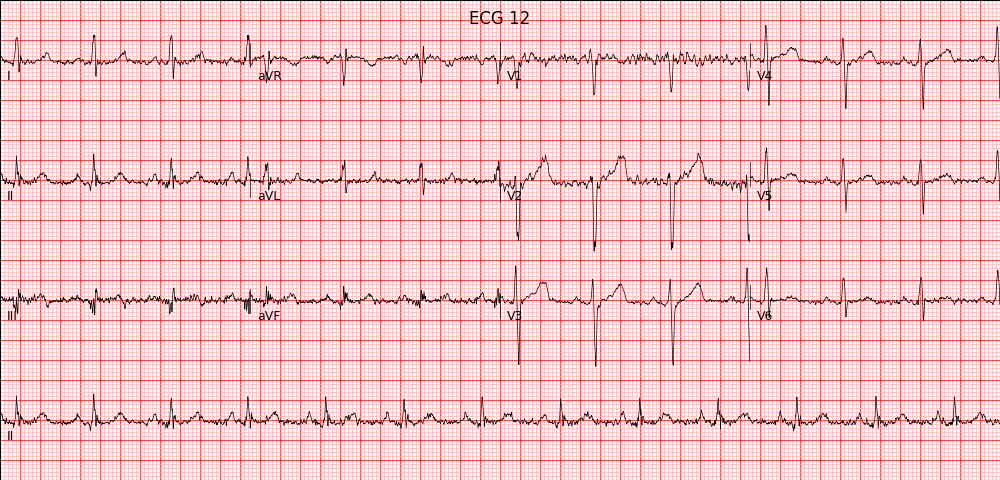 ECG 12
I aVR V1 V4
II aVL V2 V5
III aVF V3 V6
II